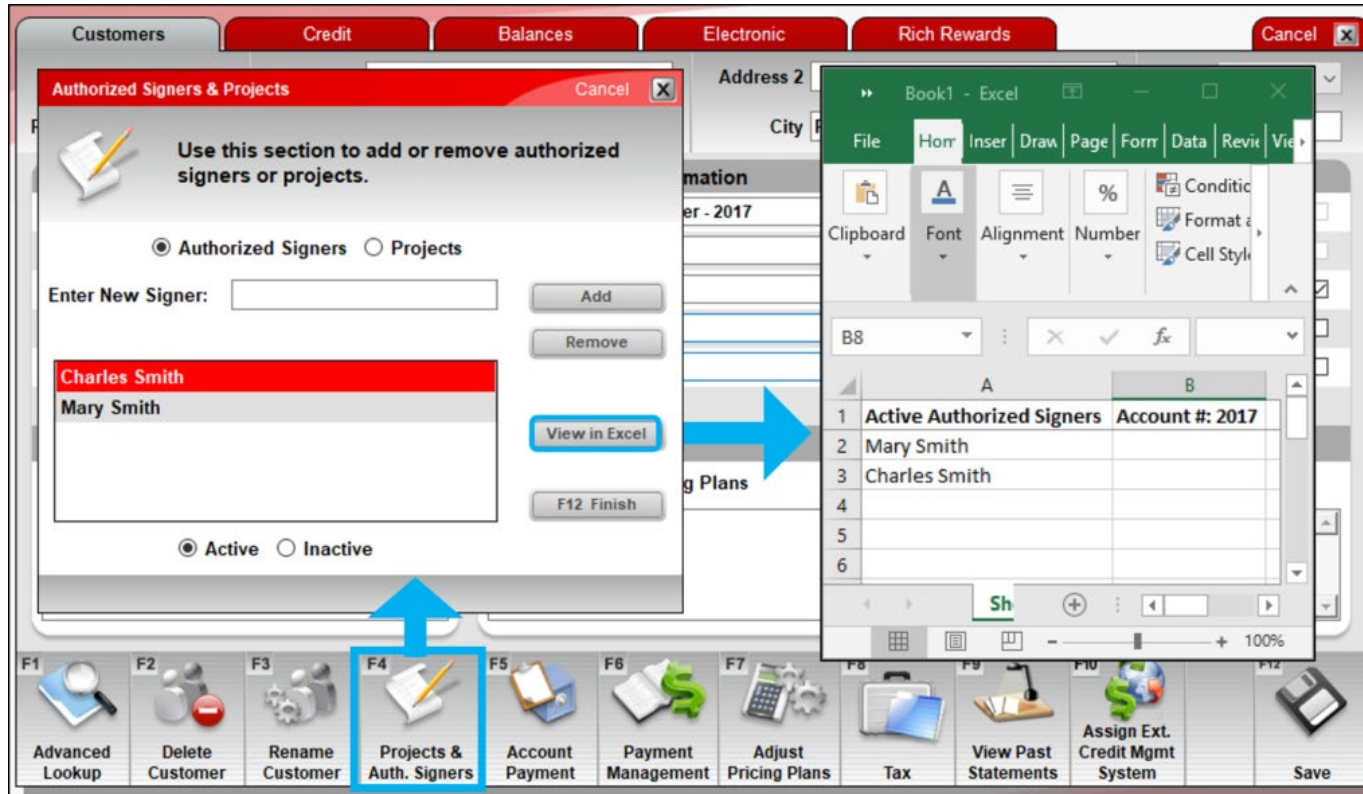 Customers
Credit
Balances
Electronic
Rich Rewards
Cancel
Authorized Signers & Projects
Cancel
Use this section to add or remove authorized
signers or projects.
Authorized Signers
Projects
Enter New Signer:
Add
Remove
Charles Smith
Mary Smith
View in Excel
F12 Finish
Active
Inactive
Address 2
City
mation
er - 2017
g Plans
Book1 - Excel
File
Hom
Inser
Draw
Page
Form
Data
Revie
Vie
Clipboard
Font
Alignment
%
Number
Conditic
Format a
Cell Style
B8
fx
A
B
1 Active Authorized Signers Account #: 2017
2 Mary Smith
3 Charles Smith
4
5
6
Sh
- + 100%
F1
Advanced
Lookup
F2
Delete
Customer
F3
Rename
Customer
F4
Projects &
Auth. Signers
F5
Account
Payment
F6
Payment
Management
F7
Adjust
Pricing Plans
F8
Tax
F9
View Past
Statements
F10
Assign Ext.
Credit Mgmt
System
F12
Save